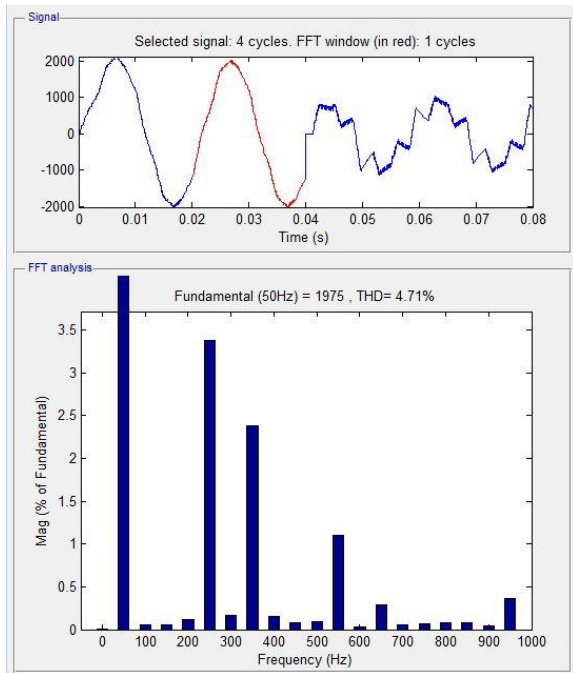 Signal
Selected signal: 4 cycles. FFT window (in red): 1 cycles
2000
1000
0
-1000
-2000
0 0.01 0.02 0.03 0.04 0.05 0.06 0.07 0.08
Time (s)
FFT analysis
Fundamental (50Hz) = 1975 , THD= 4.71%
3.5
3
2.5
2
1.5
1
0.5
0
Mag (% of Fundamental)
0 100 200 300 400 500 600 700 800 900 1000
Frequency (Hz)